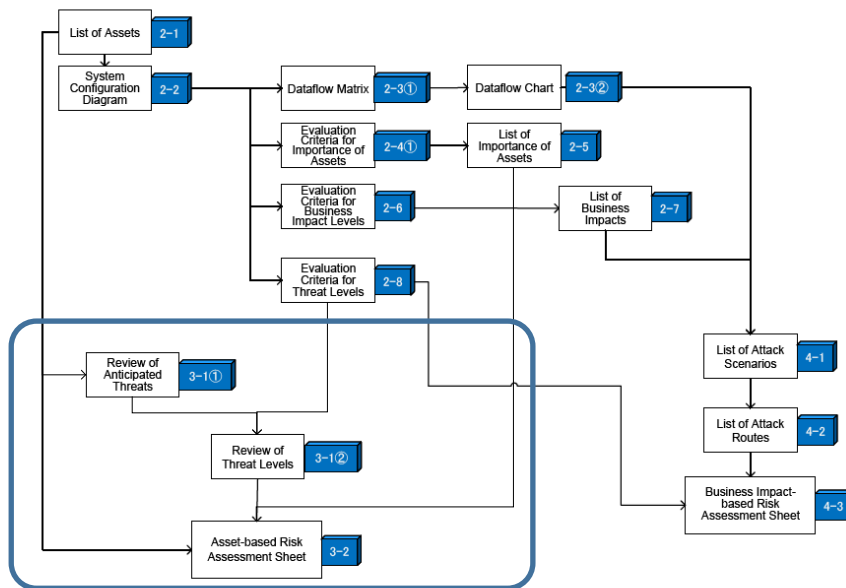 List of Assets
2-1
System
Configuration
Diagram
2-2
Dataflow Matrix
2-3①
Dataflow Chart
2-3②
Evaluation
Criteria for
Importance of
Assets
2-4①
List of
Importance of
Assets
2-5
Evaluation
Criteria for
Business
Impact Levels
2-6
List of
Business
Impacts
2-7
Evaluation
Criteria for
Threat Levels
2-8
Review of
Anticipated
Threats
3-1①
List of Attack
Scenarios
4-1
Review of
Threat Levels
3-1②
List of Attack
Routes
4-2
Business Impact-
based Risk
Assessment Sheet
4-3
Asset-based Risk
Assessment Sheet
3-2